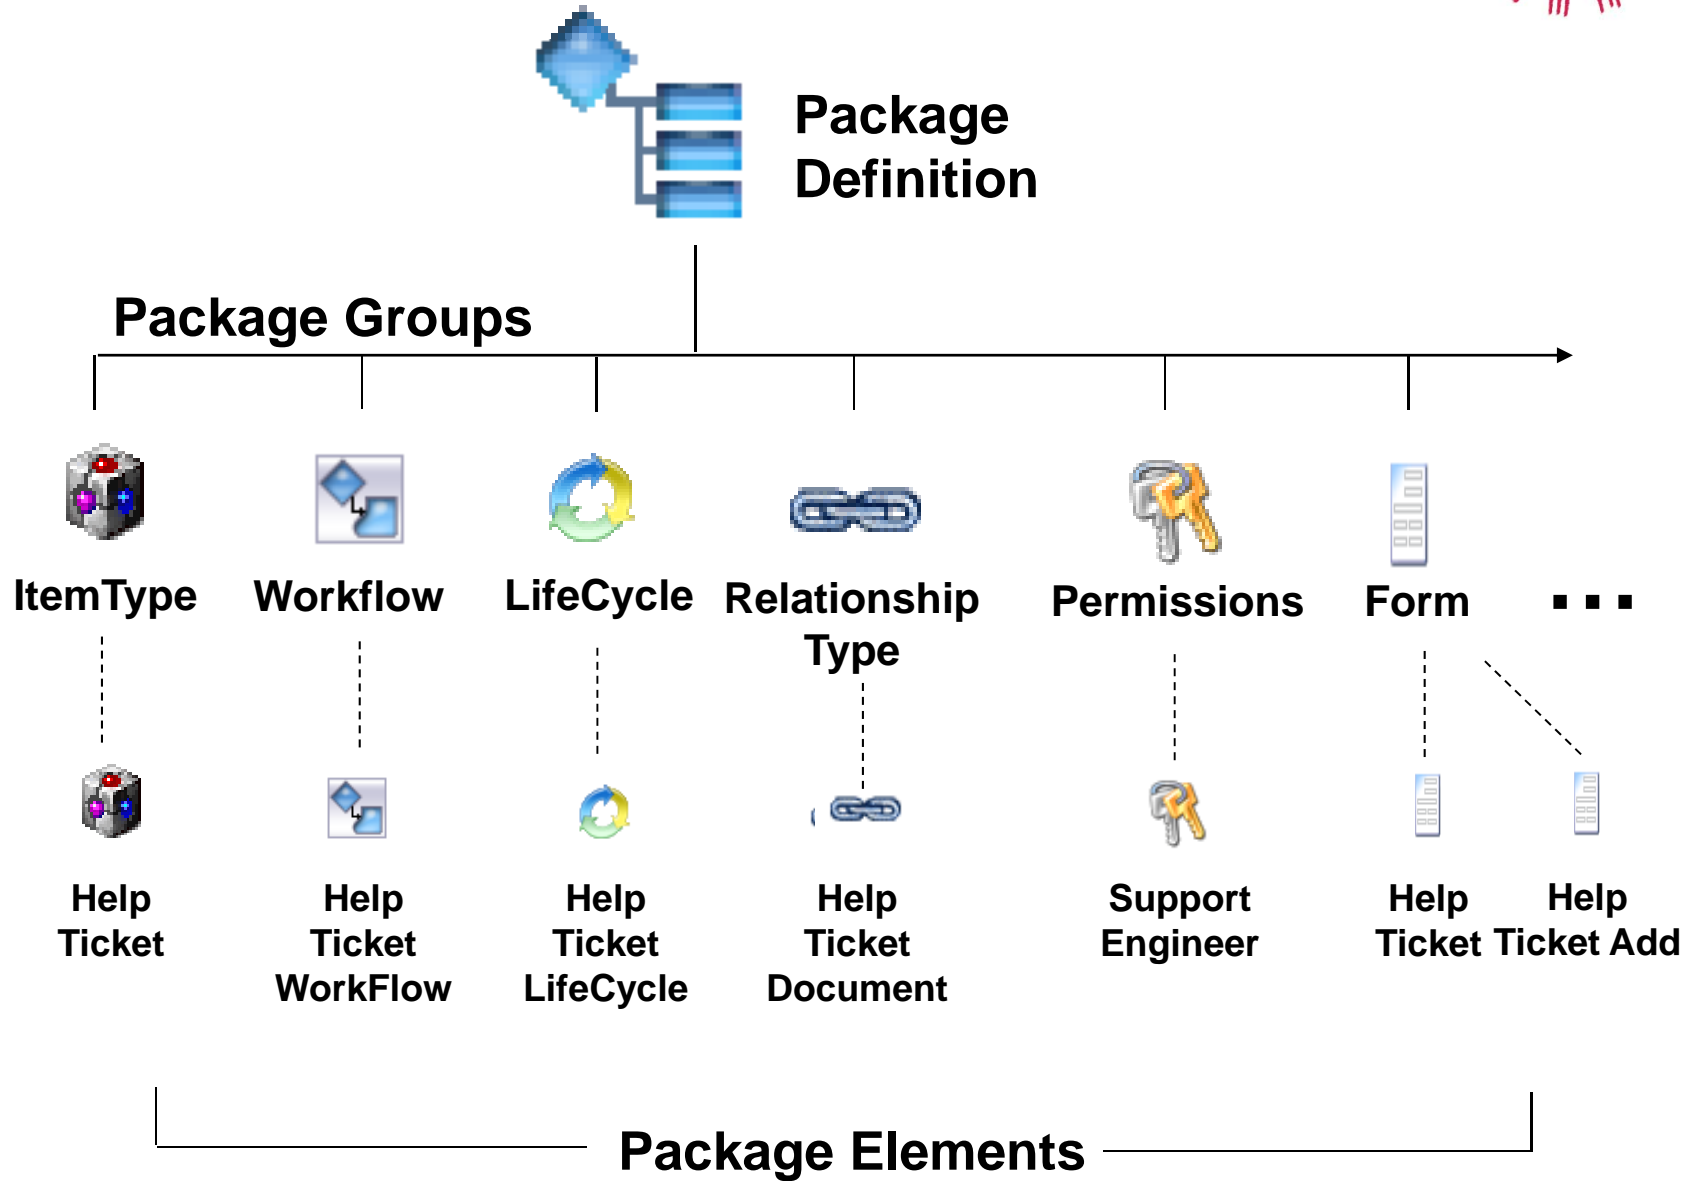 Package
Definition
Package Groups
ItemType
Workflow
LifeCycle
Relationship
Type
Permissions
Form
...
Help
Ticket
Help
Ticket
WorkFlow
Help
Ticket
LifeCycle
Help
Ticket
Document
Support
Engineer
Help
Ticket
Help
Ticket Add
Package Elements